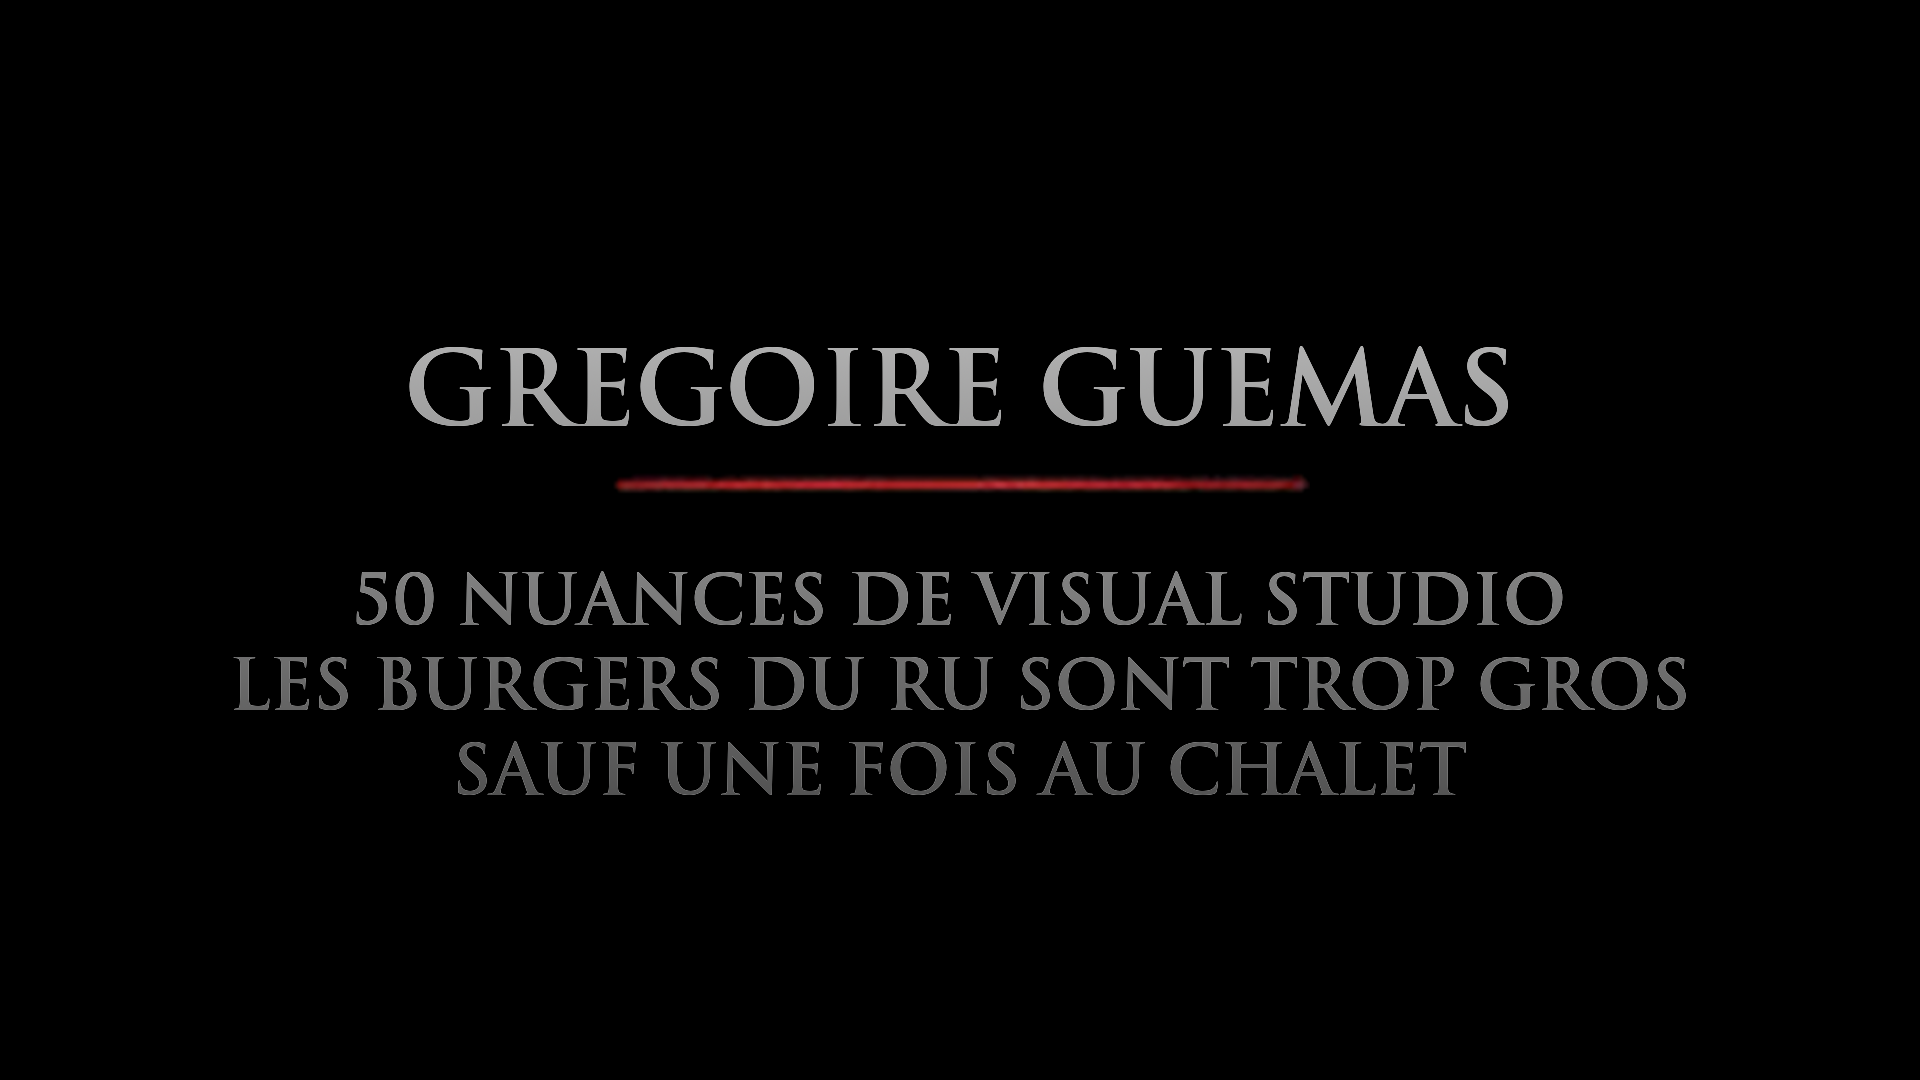 GREGOIRE GUEMAS
50 NUANCES DE VISUAL STUDIO
LES BURGERS DU RU SONT TROP GROS
SAUF UNE FOIS AU CHALET